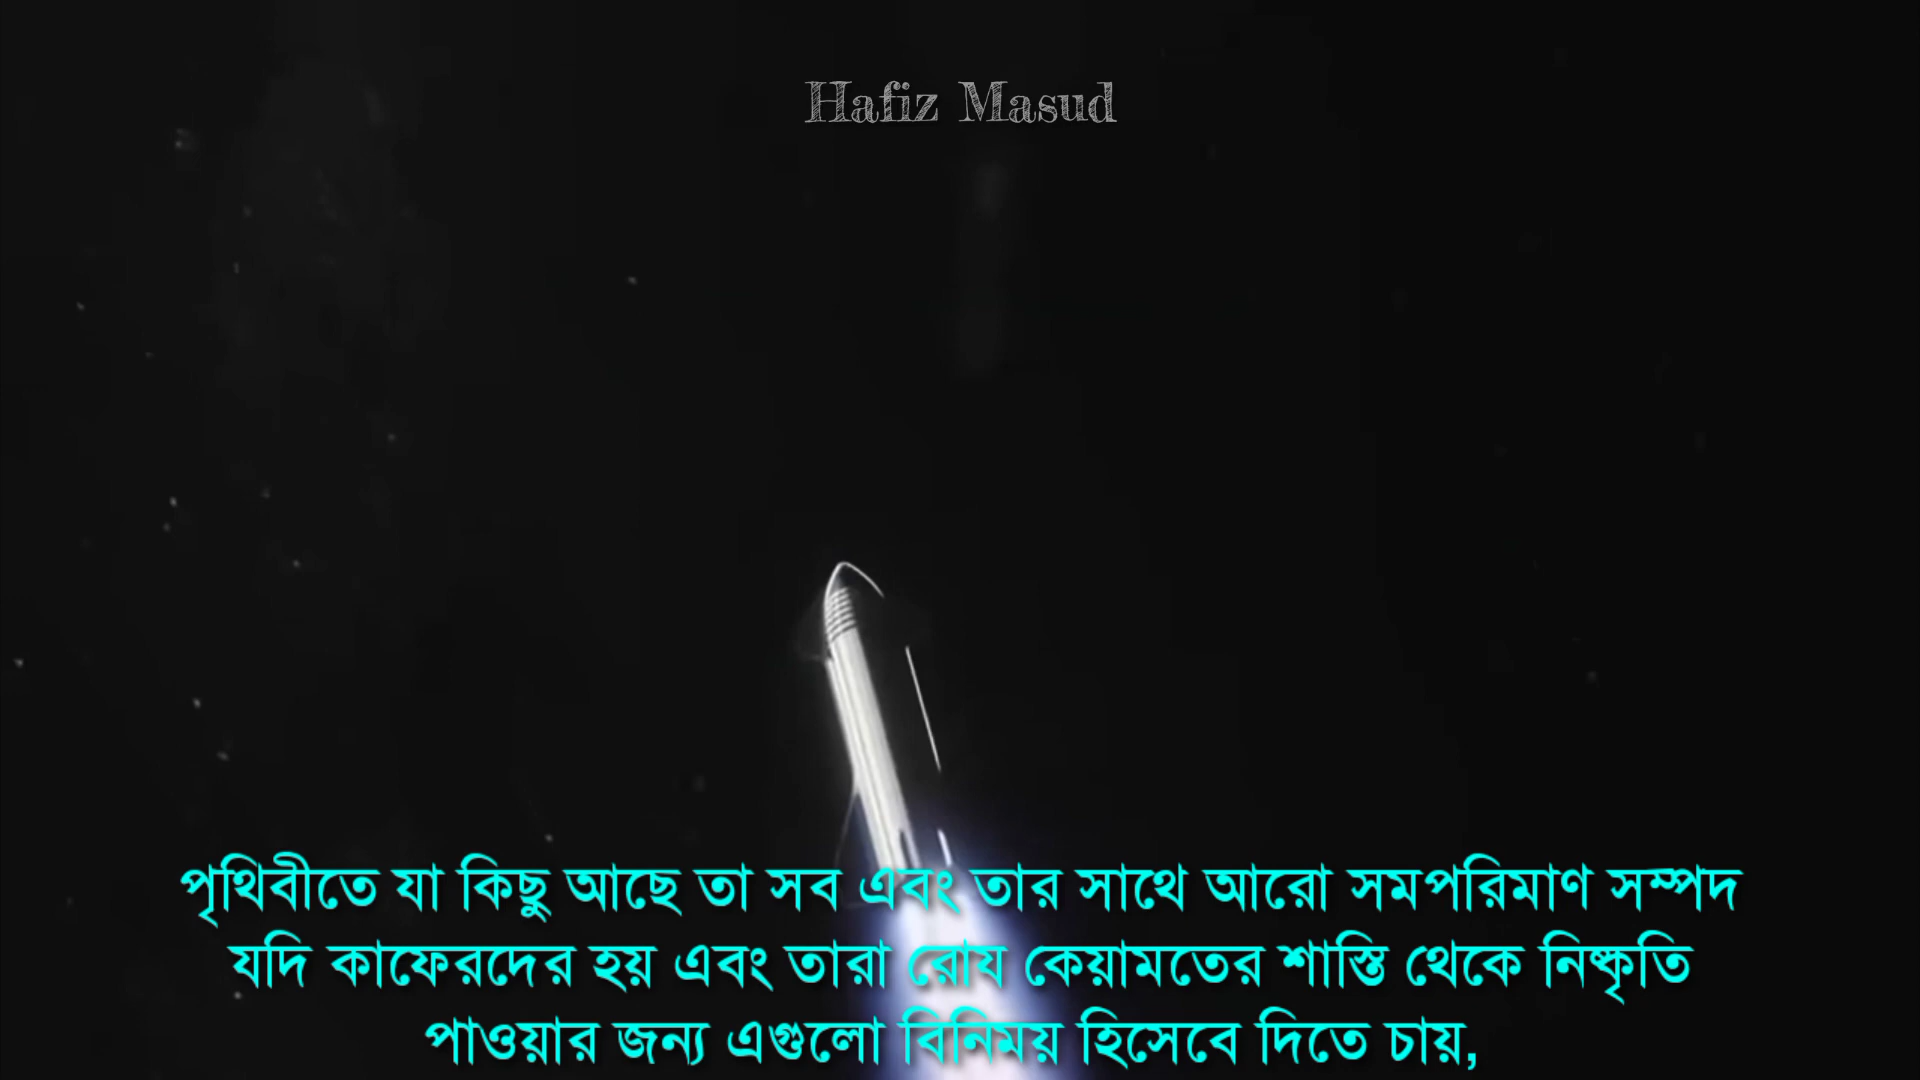 Hafiz Masud
পৃথিবীতে যা কিছু আছে তা সব এবং তার সাথে আরো সমপরিমাণ সম্পদ
যদি কাফেরদের হয় এবং তারা রোয কেয়ামতের শাস্তি থেকে নিষ্কৃতি
পাওয়ার জন্য এগুলো বিনিময় হিসেবে দিতে চায়,